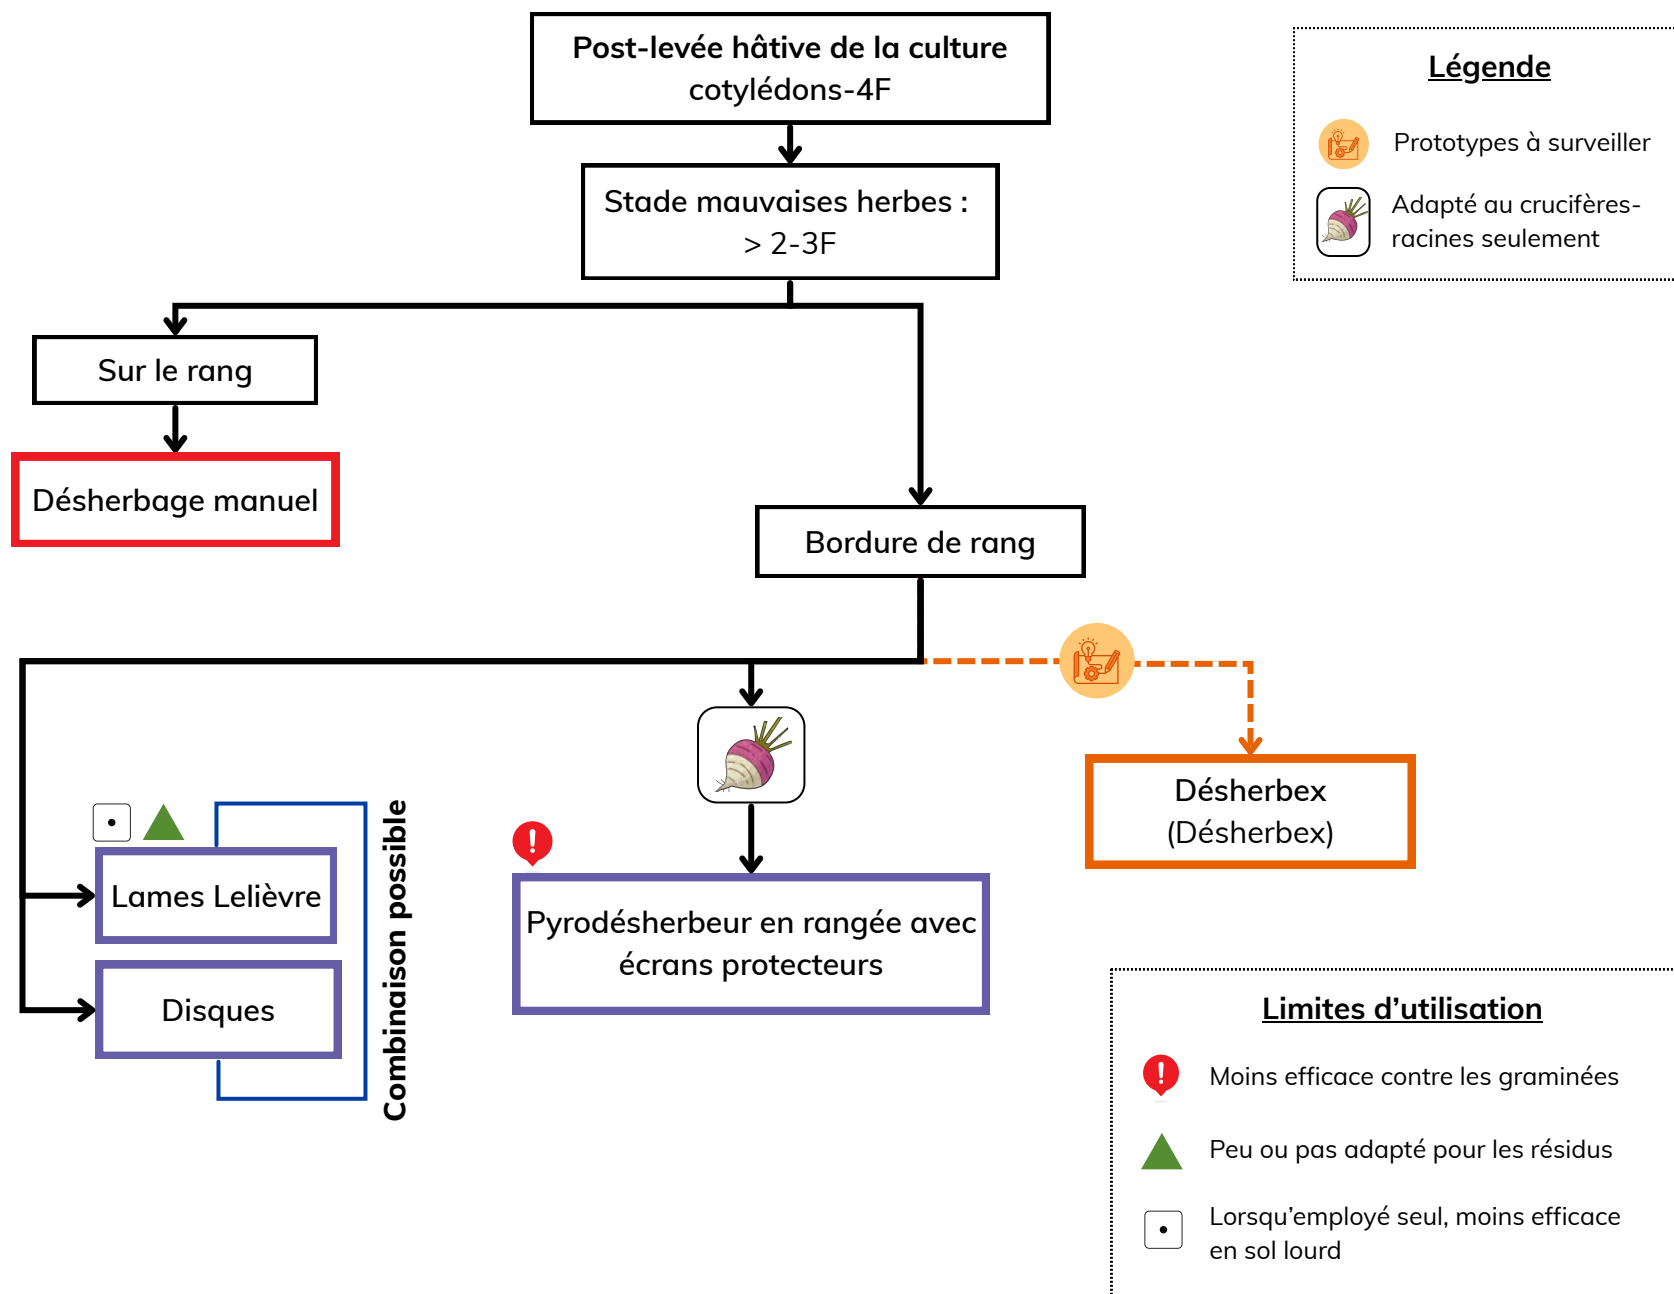 Post-levée hâtive de la culture
cotylédons-4F
Légende
Prototypes à surveiller
Adapté au crucifères-
racines seulement
Stade mauvaises herbes :
> 2-3F
Sur le rang
Désherbage manuel
Bordure de rang
Désherbex
(Désherbex)
Lames Lelièvre
Disques
Combinaison possible
Pyrodésherbeur en rangée avec
écrans protecteurs
Limites d’utilisation
Moins efficace contre les graminées
Peu ou pas adapté pour les résidus
Lorsqu’employé seul, moins efficace
en sol lourd